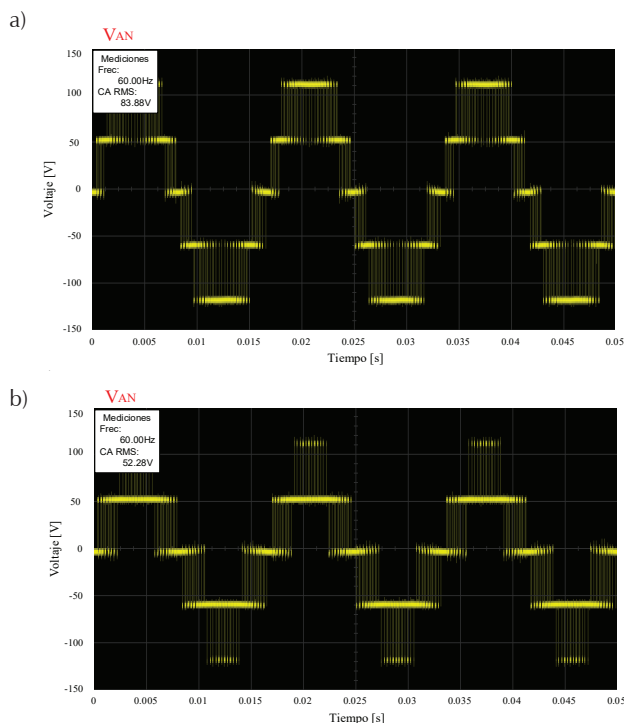 a)
VAN
Mediciones
Frec:
60.00Hz
CA RMS:
83.88V
150
100
50
0
-50
-100
-150
Voltaje [V]
0 0.005 0.01 0.015 0.02 0.025 0.03 0.035 0.04 0.045 0.05
Tiempo [s]
b)
VAN
Mediciones
Frec:
60.00Hz
CA RMS:
52.28V
150
100
50
0
-50
-100
-150
Voltaje [V]
0 0.005 0.01 0.015 0.02 0.025 0.03 0.035 0.04 0.045 0.05
Tiempo [s]